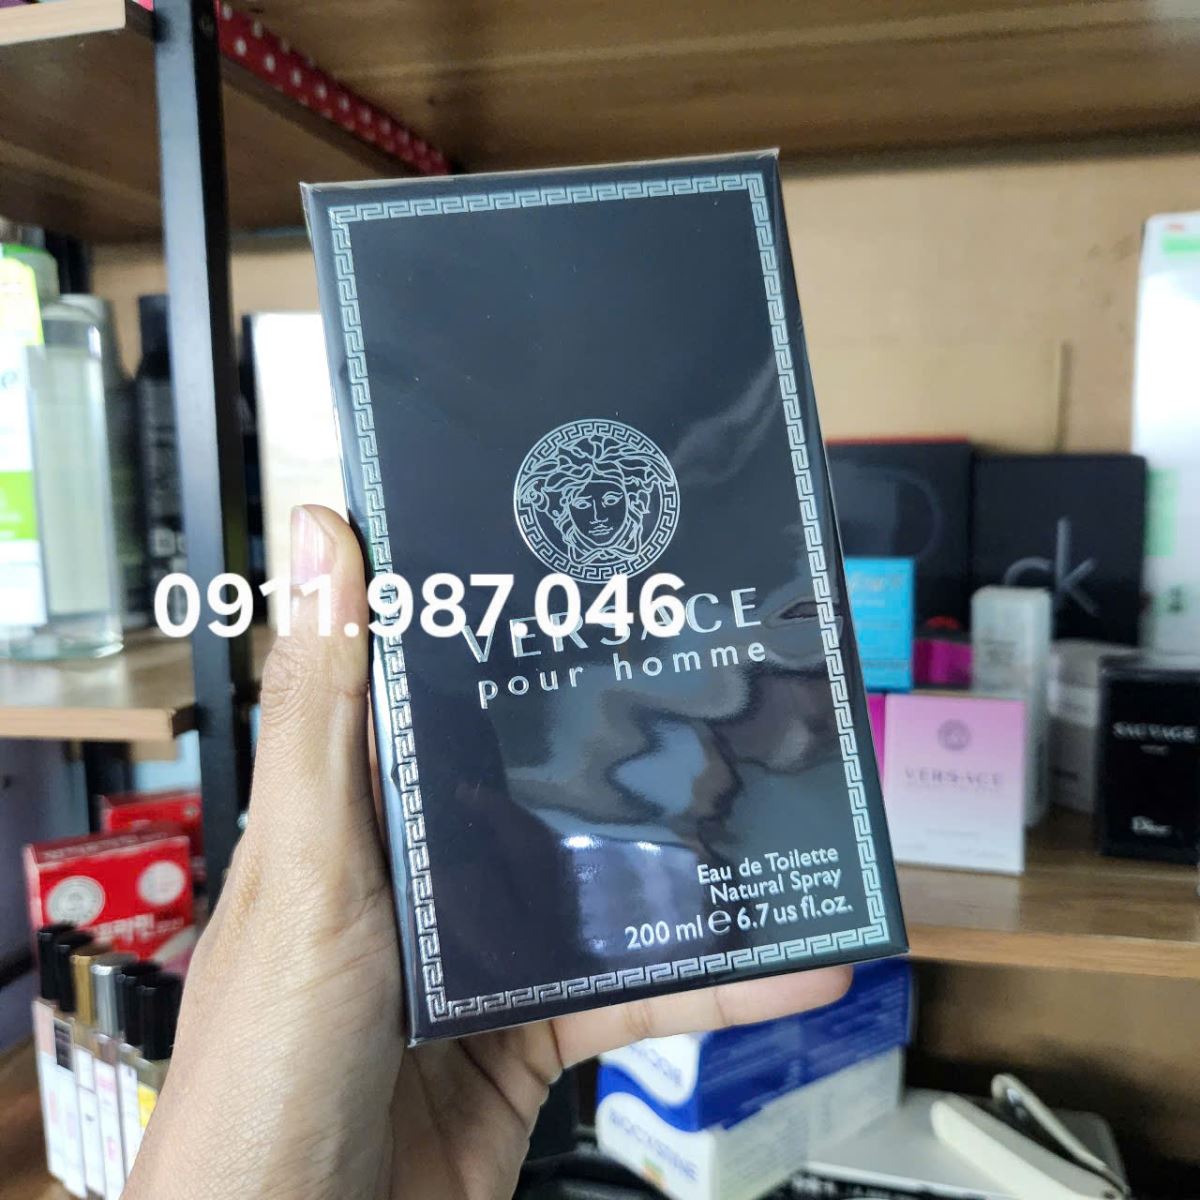 0911.987.046
VERSACE
pour homme
Eau de Toilette
Natural Spray
200 ml e 6.7 us fl.oz.
ck
VERSACE
SAUVAGE
Dior